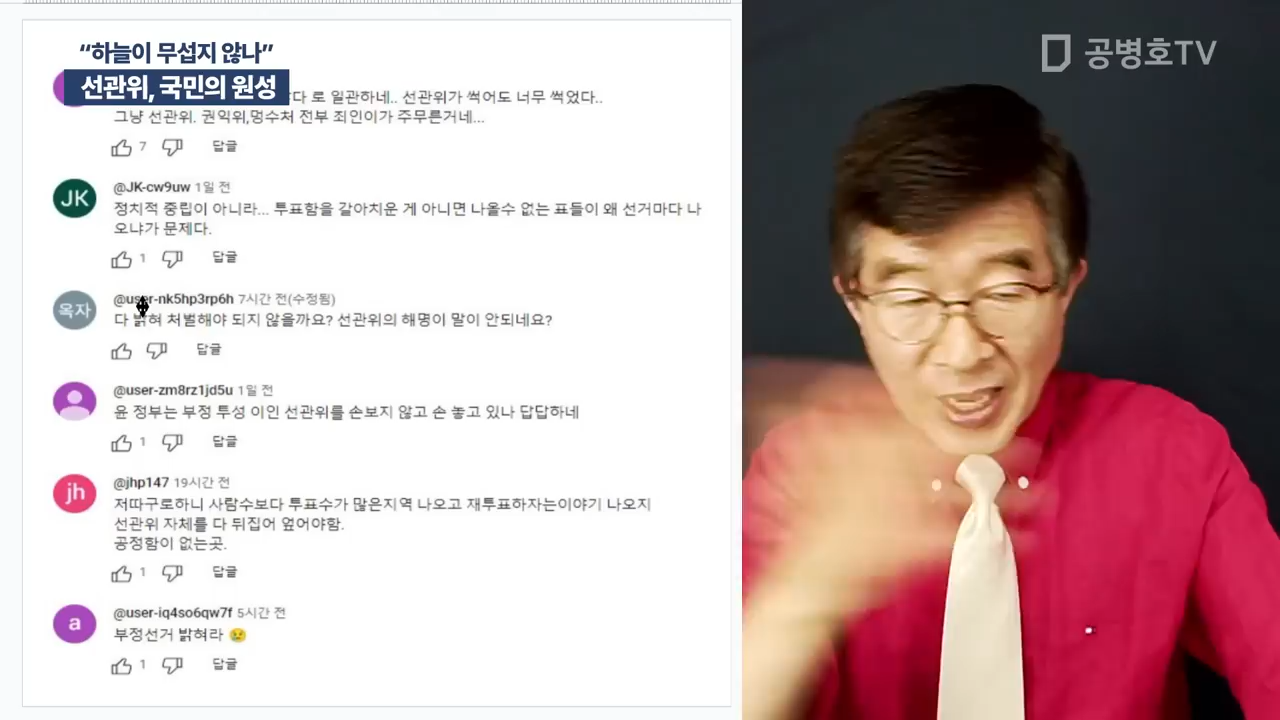 “하늘이 무섭지 않나”
선관위, 국민의 원성
공병호TV
다 로 일관하네.. 선관위가 썩어도 너무 썩었다..
그냥 선관위. 권익위,멍수처 전부 죄인이가 주무른거네...
7
답글
JK
@JK-cw9uw 1일 전
정치적 중립이 아니라... 투표함을 갈아치운 게 아니면 나올수 없는 표들이 왜 선거마다 나
오냐가 문제다.
1
답글
옥자
@user-nk5hp3rp6h 7시간 전(수정됨)
다 밝혀 처벌해야 되지 않을까요? 선관위의 해명이 말이 안되네요?
답글
@user-zm8rz1jd5u 1일 전
윤 정부는 부정 투성 이인 선관위를 손보지 않고 손 놓고 있나 답답하네
1
답글
jh
@jhp147 19시간 전
저따구로하니 사람수보다 투표수가 많은지역 나오고 재투표하자는이야기 나오지
선관위 자체를 다 뒤집어 엎어야함.
공정함이 없는곳.
1
답글
a
@user-iq4so6qw7f 5시간 전
부정선거 밝혀라 😢
1
답글